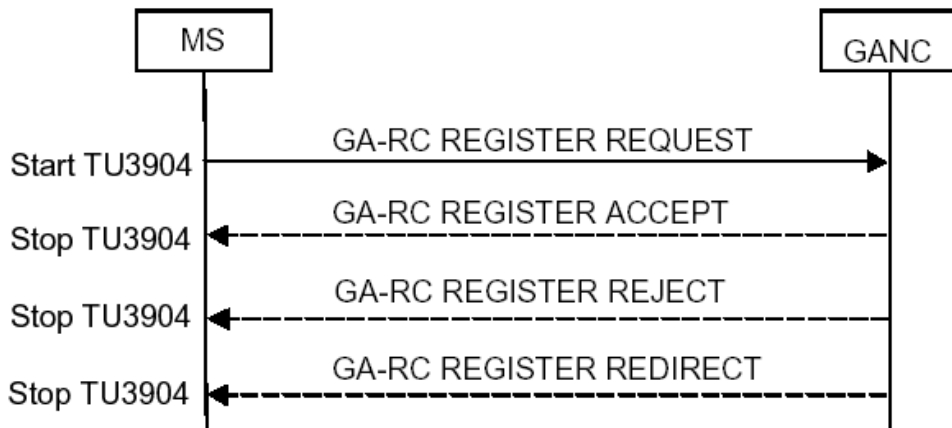 MS
GANC
GA-RC REGISTER REQUEST
Start TU3904
GA-RC REGISTER ACCEPT
Stop TU3904
GA-RC REGISTER REJECT
Stop TU3904
GA-RC REGISTER REDIRECT
Stop TU3904